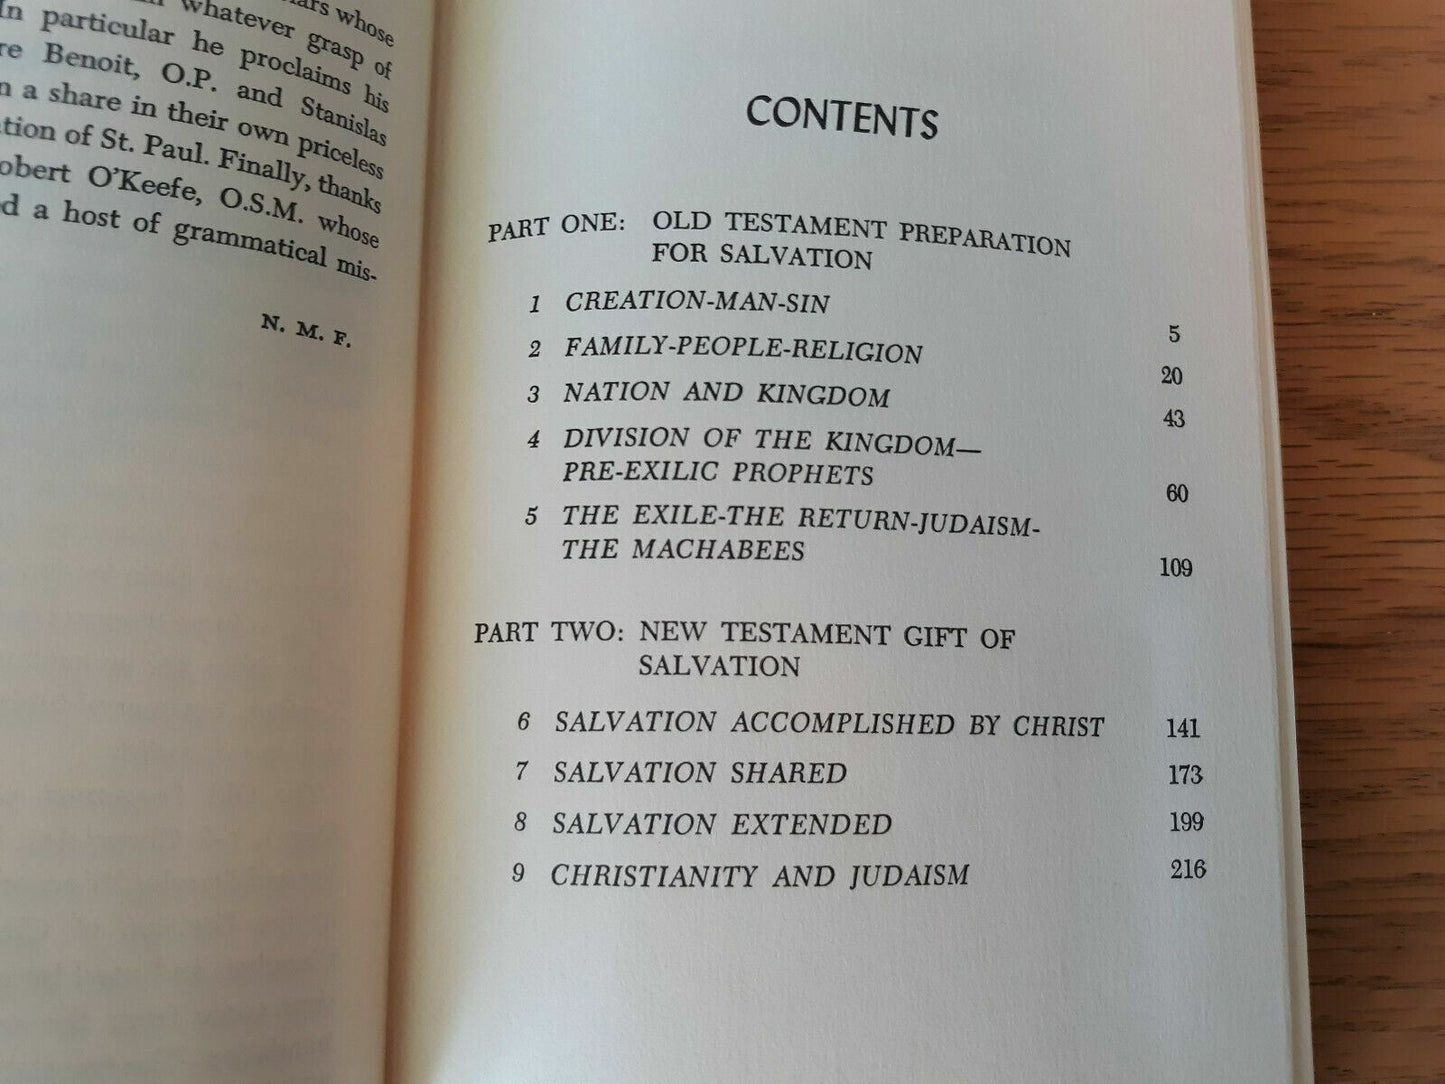 whose
whatever grasp of
In particular he proclaims his
re Benoit, O.P. and Stanislas
n a share in their own priceless
tion of St. Paul. Finally, thanks
obert O'Keefe, O.S.M. whose
d a host of grammatical mis-
N. M. F.
CONTENTS
PART ONE: OLD TESTAMENT PREPARATION
FOR SALVATION
1 CREATION-MAN-SIN 5
2 FAMILY-PEOPLE-RELIGION 20
3 NATION AND KINGDOM 43
4 DIVISION OF THE KINGDOM—
PRE-EXILIC PROPHETS 60
5 THE EXILE-THE RETURN-JUDAISM-
THE MACHABEES 109
PART TWO: NEW TESTAMENT GIFT OF
SALVATION
6 SALVATION ACCOMPLISHED BY CHRIST 141
7 SALVATION SHARED 173
8 SALVATION EXTENDED 199
9 CHRISTIANITY AND JUDAISM 216